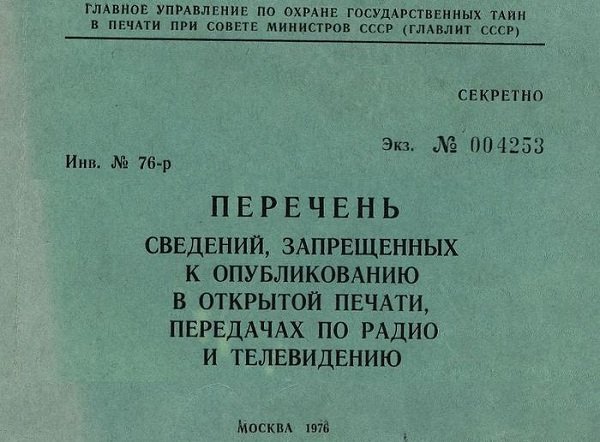 ГЛАВНОЕ УПРАВЛЕНИЕ ПО ОХРАНЕ ГОСУДАРСТВЕННЫХ ТАЙН
В ПЕЧАТИ ПРИ СОВЕТЕ МИНИСТРОВ СССР (ГЛАВЛИТ СССР)
СЕКРЕТНО
Экз. № 004253
Инв. № 76-р
ПЕРЕЧЕНЬ
СВЕДЕНИЙ, ЗАПРЕЩЕННЫХ
К ОПУБЛИКОВАНИЮ
В ОТКРЫТОЙ ПЕЧАТИ,
ПЕРЕДАЧАХ ПО РАДИО
И ТЕЛЕВИДЕНИЮ
МОСКВА 1976